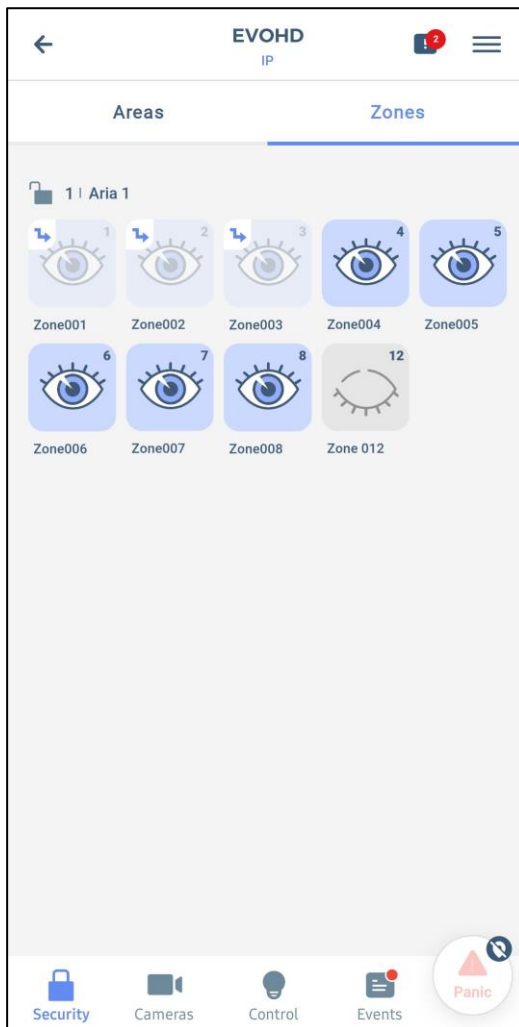 EVOHD
2
IP
Areas Zones
1 | Aria 1
1 2 3 4 5
Zone001 Zone002 Zone003 Zone004 Zone005
6 7 8 12
Zone006 Zone007 Zone008 Zone 012
Security Cameras Control Events Panic